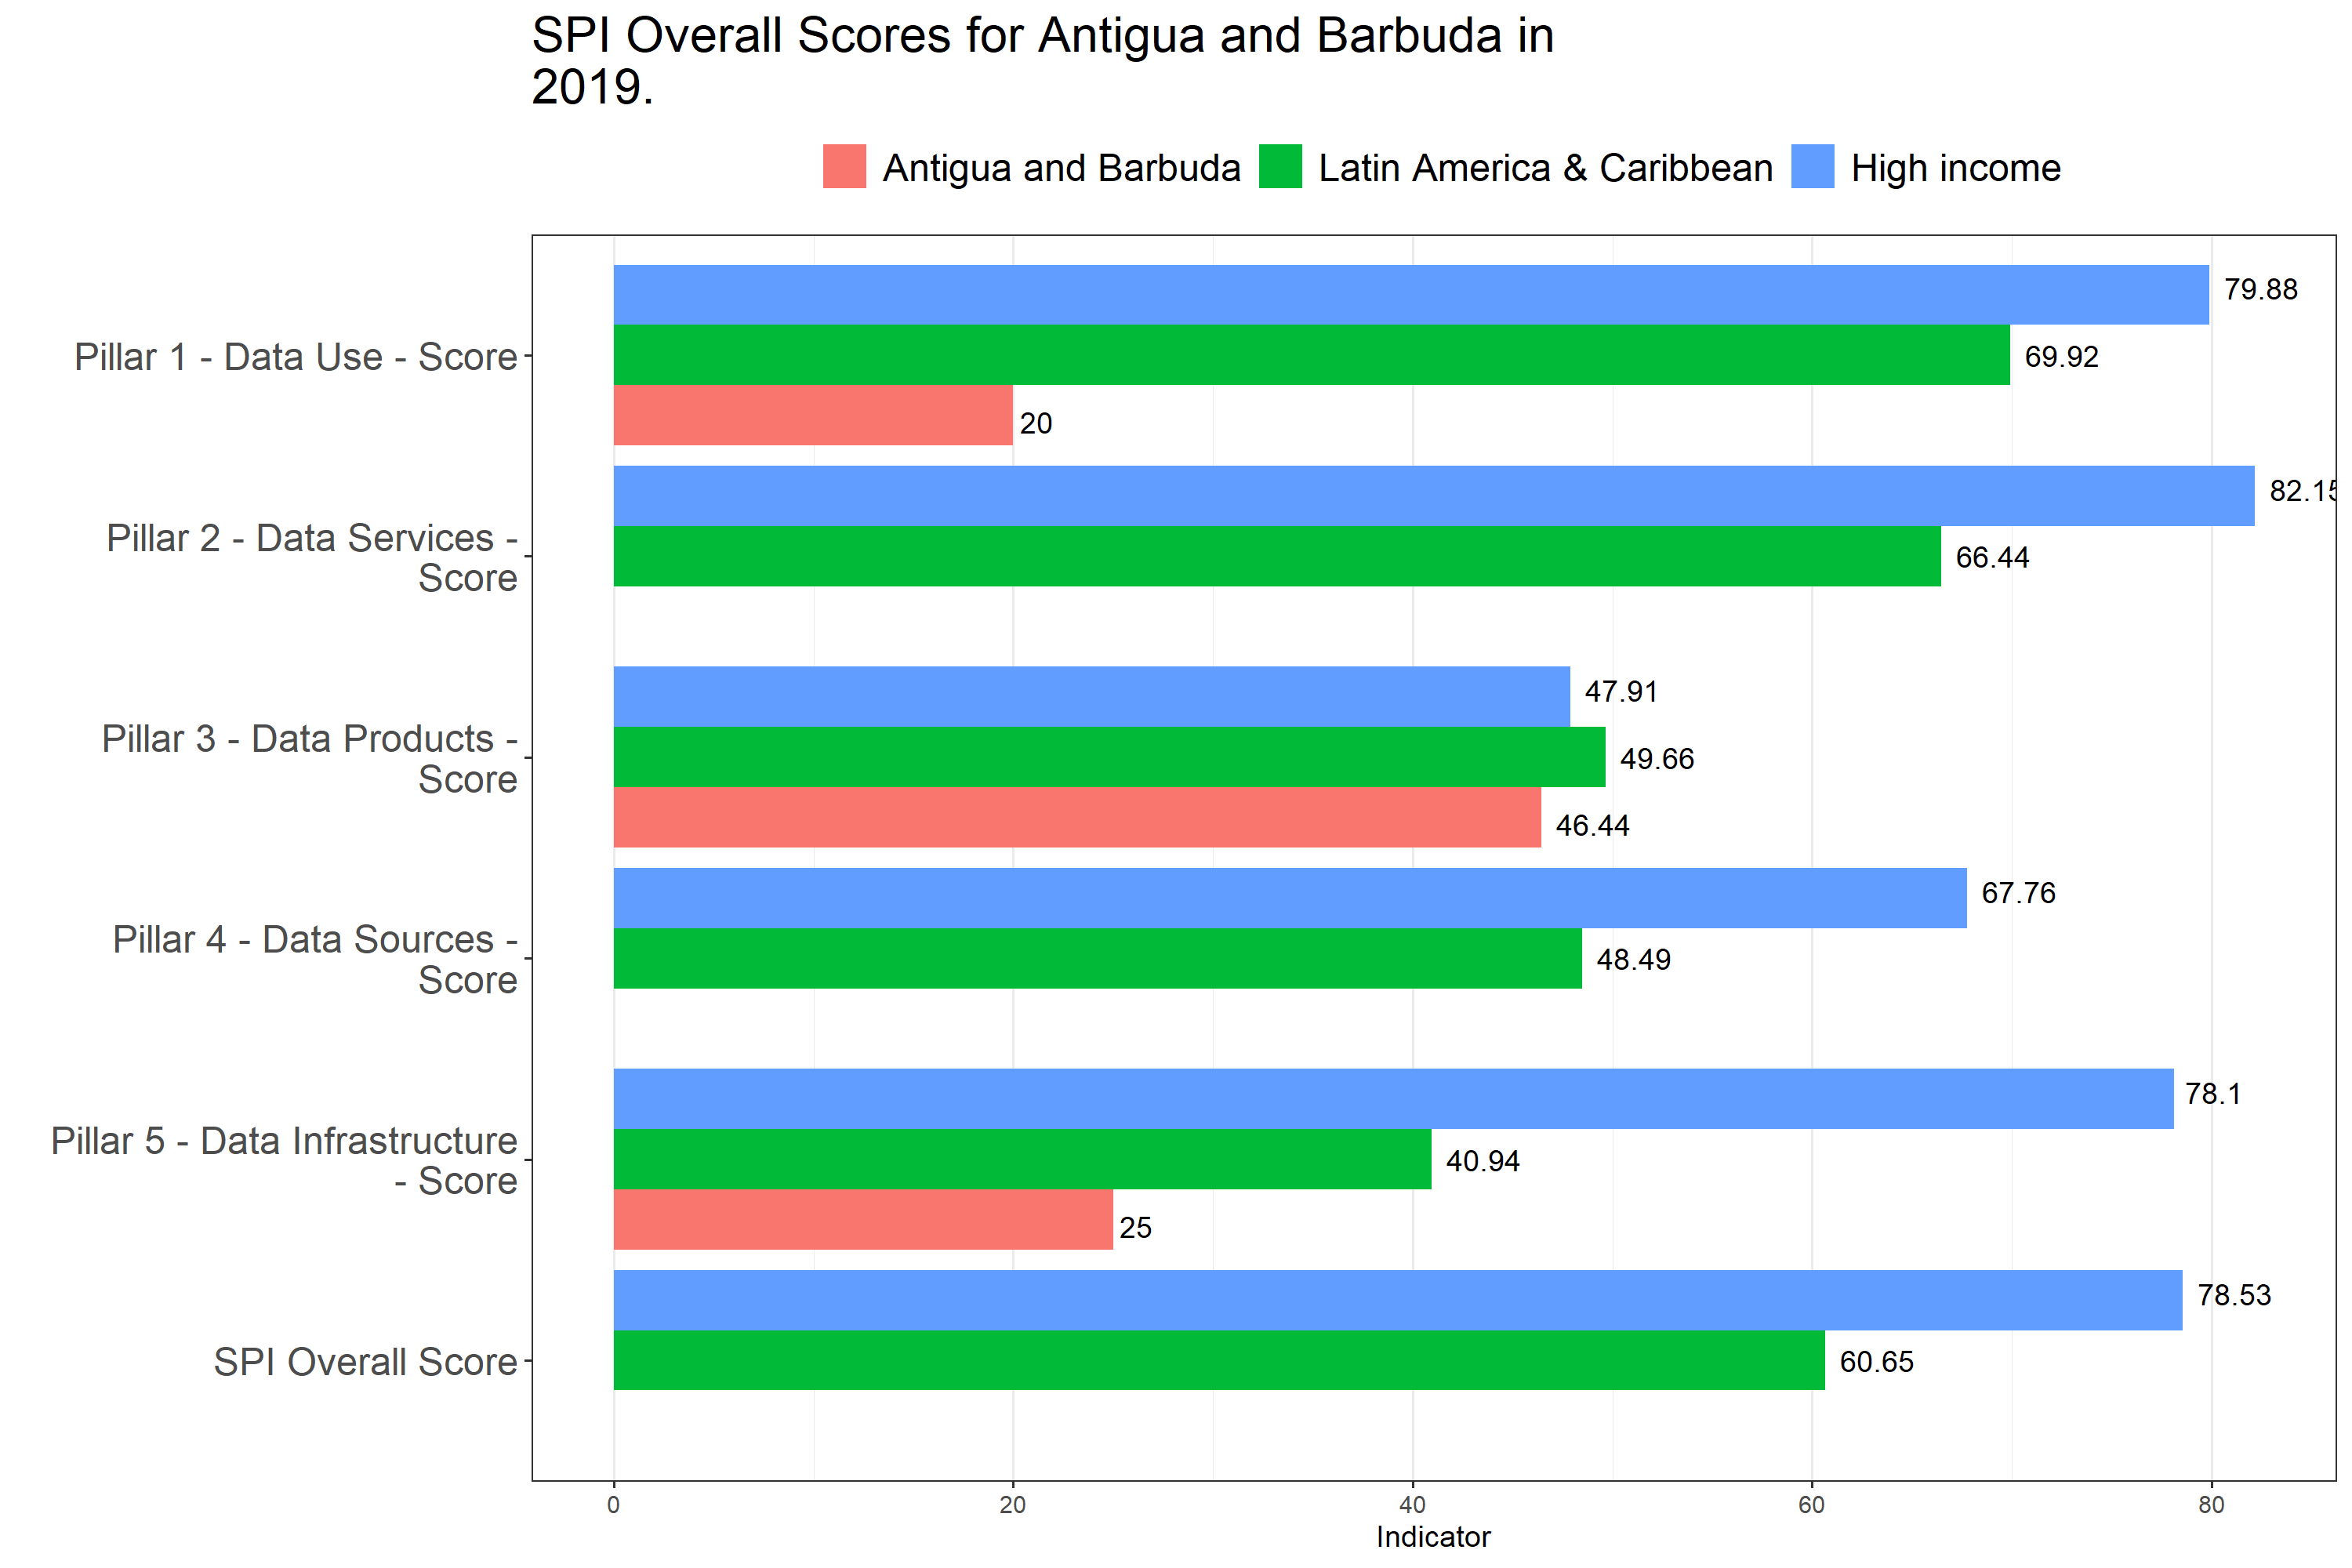 SPI Overall Scores for Antigua and Barbuda in
2019.
Antigua and Barbuda Latin America & Caribbean High income
Pillar 1 - Data Use - Score
79.88
69.92
20
Pillar 2 - Data Services -
Score
82.15
66.44
Pillar 3 - Data Products -
Score
47.91
49.66
46.44
Pillar 4 - Data Sources -
Score
67.76
48.49
Pillar 5 - Data Infrastructure
- Score
78.1
40.94
25
SPI Overall Score
78.53
60.65
0 20 40 60 80
Indicator